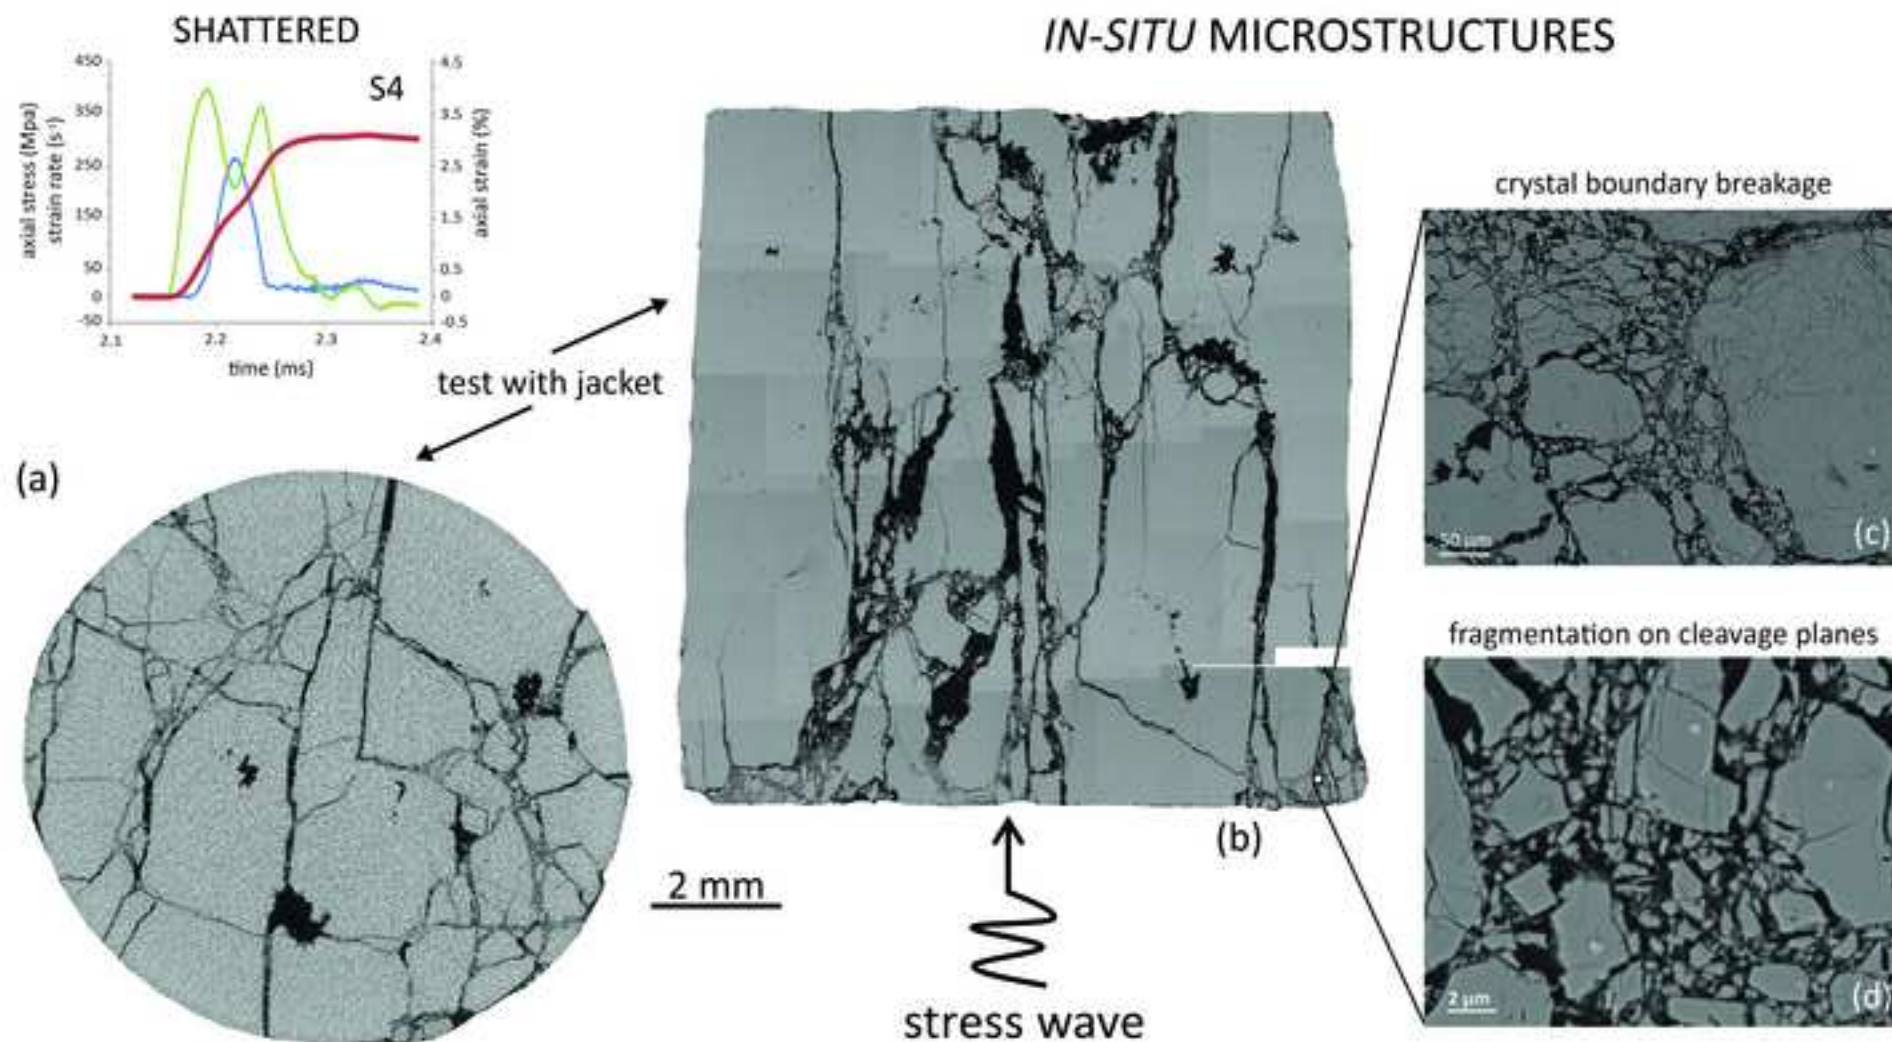 SHATTERED
IN-SITU MICROSTRUCTURES
S4
axial stress (Mpa)
strain rate (s⁻¹)
450
350
250
150
50
0
-50
4.5
3.5
2.5
1.5
0.5
0
-0.5
axial strain (%)
2.1
2.2
2.3
2.4
time (ms)
test with jacket
(a)
2 mm
(b)
stress wave
crystal boundary breakage
50 µm
(c)
fragmentation on cleavage planes
2 µm
(d)